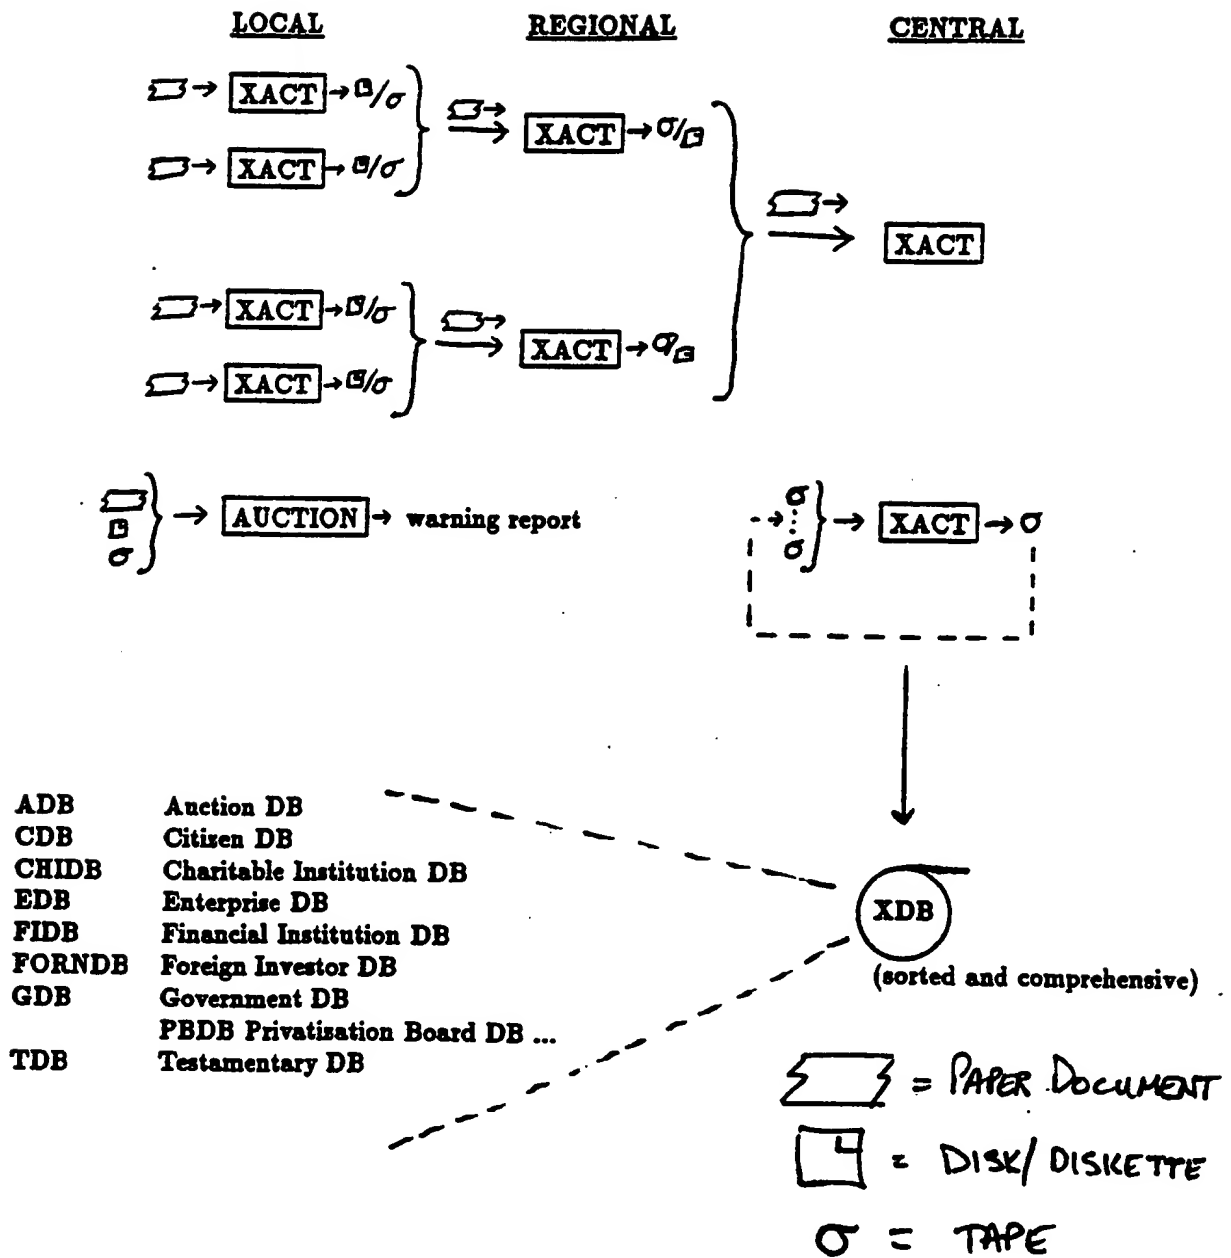 LOCAL REGIONAL CENTRAL
XACT → /σ
XACT → σ/
XACT → /σ
XACT
XACT → /σ
XACT → σ/
XACT → /σ
AUCTION → warning report
σ
σ
σ
XACT → σ
ADB Auction DB
CDB Citizen DB
CHIDB Charitable Institution DB
EDB Enterprise DB
FIDB Financial Institution DB
FORNDB Foreign Investor DB
GDB Government DB
PBDB Privatisation Board DB ...
TDB Testamentary DB
XDB
(sorted and comprehensive)
= PAPER DOCUMENT
= DISK/DISKETTE
σ = TAPE